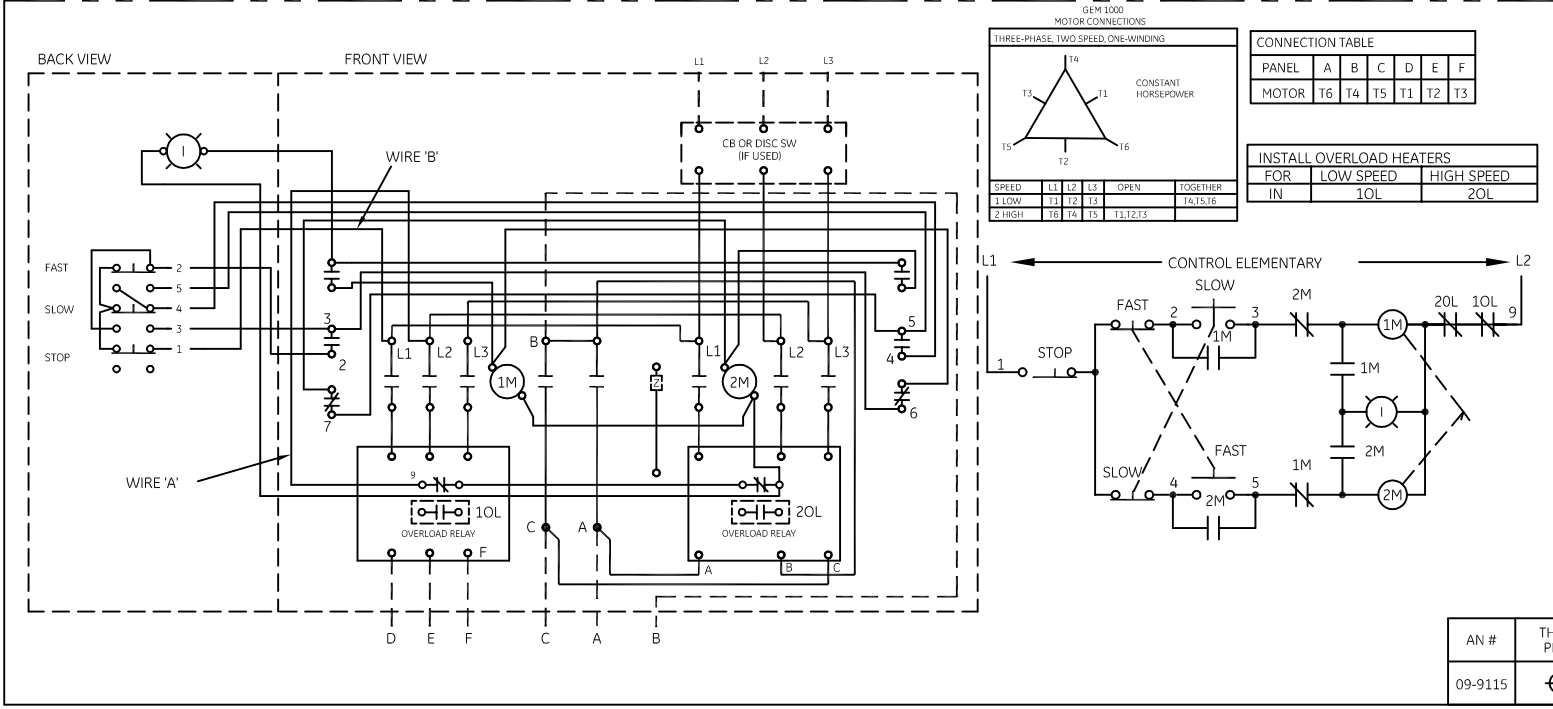 GEM 1000
MOTOR CONNECTIONS
THREE-PHASE, TWO SPEED, ONE-WINDING
T4
T3
T1
T5
T6
T2
CONSTANT
HORSEPOWER
SPEED L1 L2 L3 OPEN TOGETHER
1 LOW T1 T2 T3 T4,T5,T6
2 HIGH T6 T4 T5 T1,T2,T3
CONNECTION TABLE
PANEL A B C D E F
MOTOR T6 T4 T5 T1 T2 T3
INSTALL OVERLOAD HEATERS
FOR LOW SPEED HIGH SPEED
IN 1OL 2OL
BACK VIEW
FRONT VIEW
L1 L2 L3
CB OR DISC SW
(IF USED)
I
WIRE 'B'
FAST 2
5
SLOW 4
3
STOP 1
3
2
7
L1 L2 L3
1M
B
Z
L1
2M
L2 L3
5
4
6
WIRE 'A'
9
1OL
OVERLOAD RELAY
F
C
A
2OL
OVERLOAD RELAY
A B C
D E F C A B
L1 CONTROL ELEMENTARY L2
FAST
SLOW
2 3
1M
2M
1M
2OL 1OL
9
1
STOP
1M
I
2M
SLOW
FAST
4 5
2M
1M
2M
AN #
09-9115